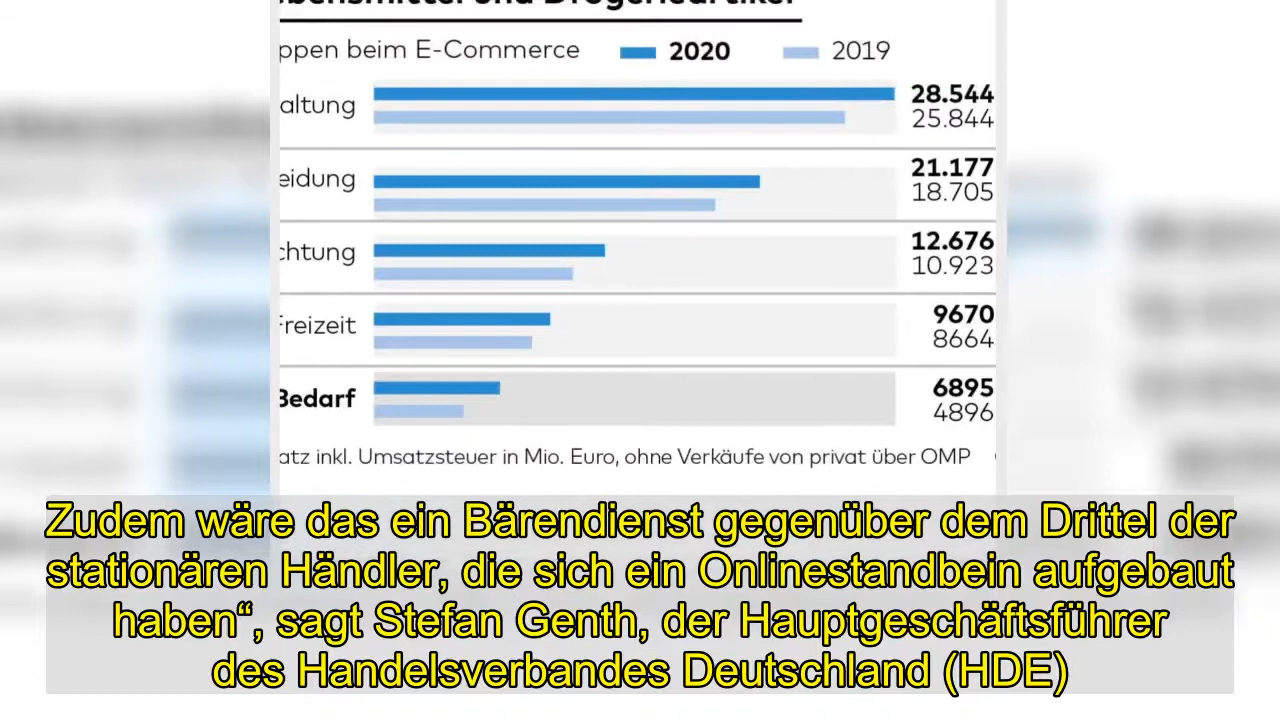 ppen beim E-Commerce 2020 2019
altung 28.544
25.844
eidung 21.177
18.705
chtung 12.676
10.923
Freizeit 9670
8664
Bedarf 6895
4896
atz inkl. Umsatzsteuer in Mio. Euro, ohne Verkäufe von privat über OMP
Zudem wäre das ein Bärendienst gegenüber dem Drittel der
stationären Händler, die sich ein Onlinestandbein aufgebaut
haben“, sagt Stefan Genth, der Hauptgeschäftsführer
des Handelsverbandes Deutschland (HDE)